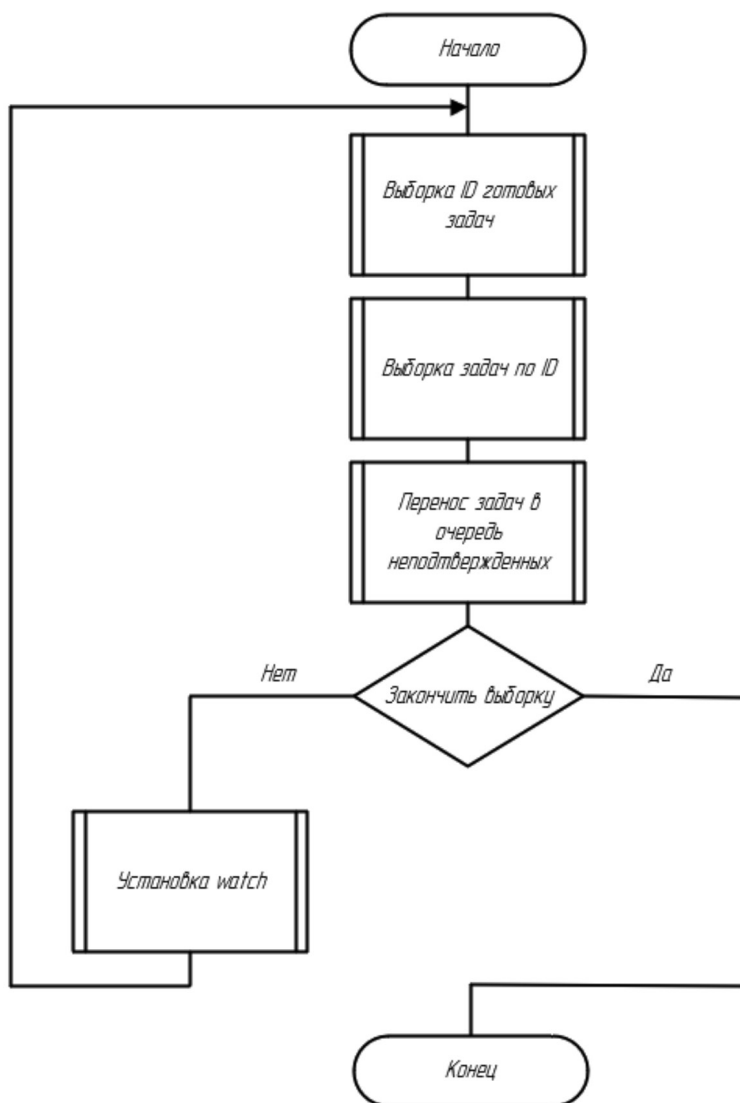 Начало
Выборка ID готовых
задач
Выборка задач по ID
Перенос задач в
очередь
неподтвержденных
Нет
Да
Закончить выборку
Установка watch
Конец